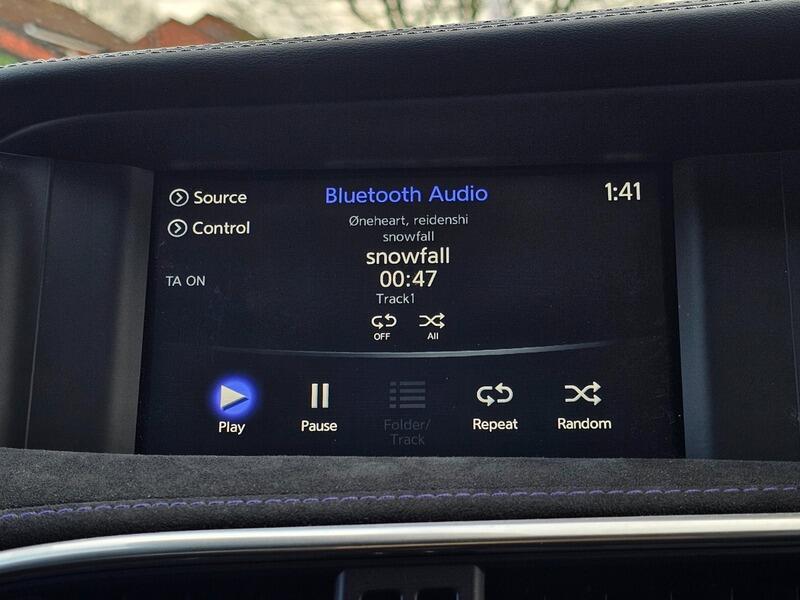 Source
Bluetooth Audio
1:41
Control
Øneheart, reidenshi
snowfall
snowfall
TA ON
00:47
Track1
OFF
All
Play
Pause
Folder/
Track
Repeat
Random